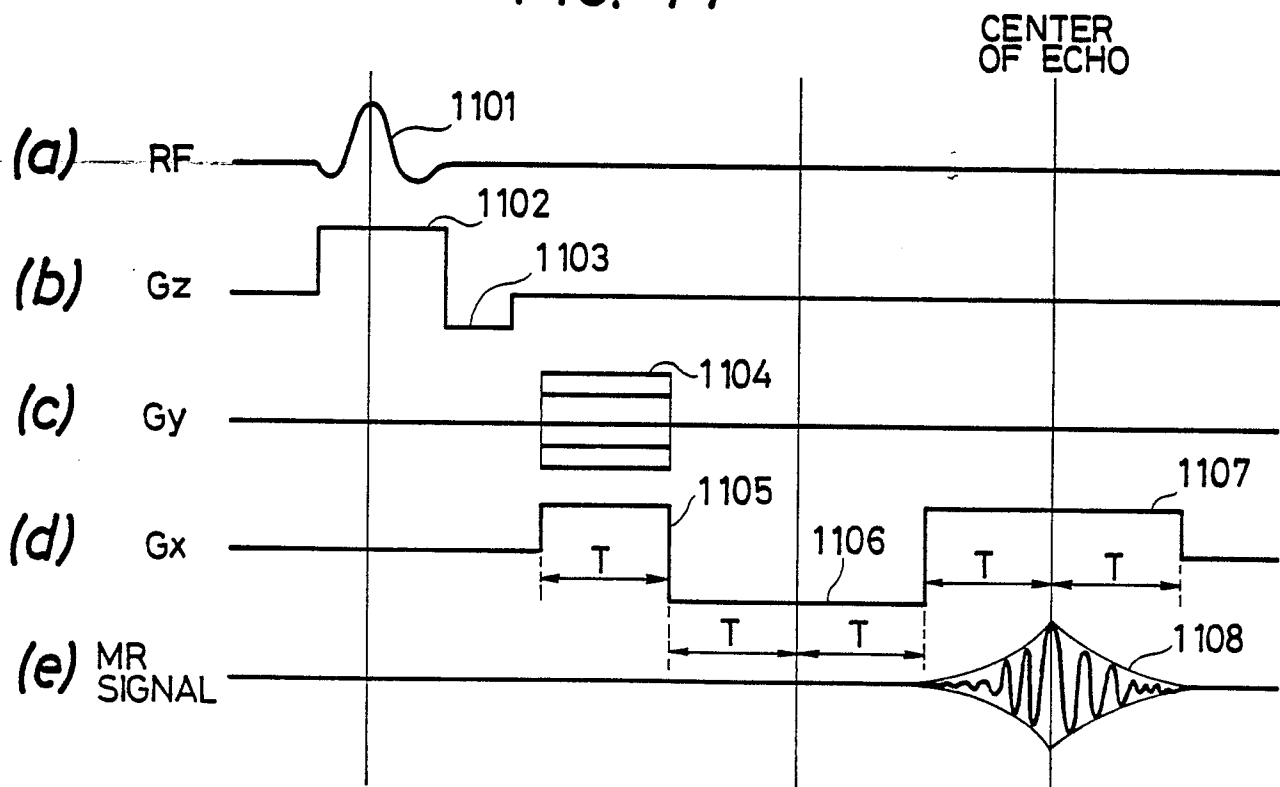 CENTER
OF ECHO
(a) RF 1101
1102
(b) Gz 1103
(c) Gy 1104
(d) Gx 1105 1106 1107
T T T
T T
(e) MR
SIGNAL
1108